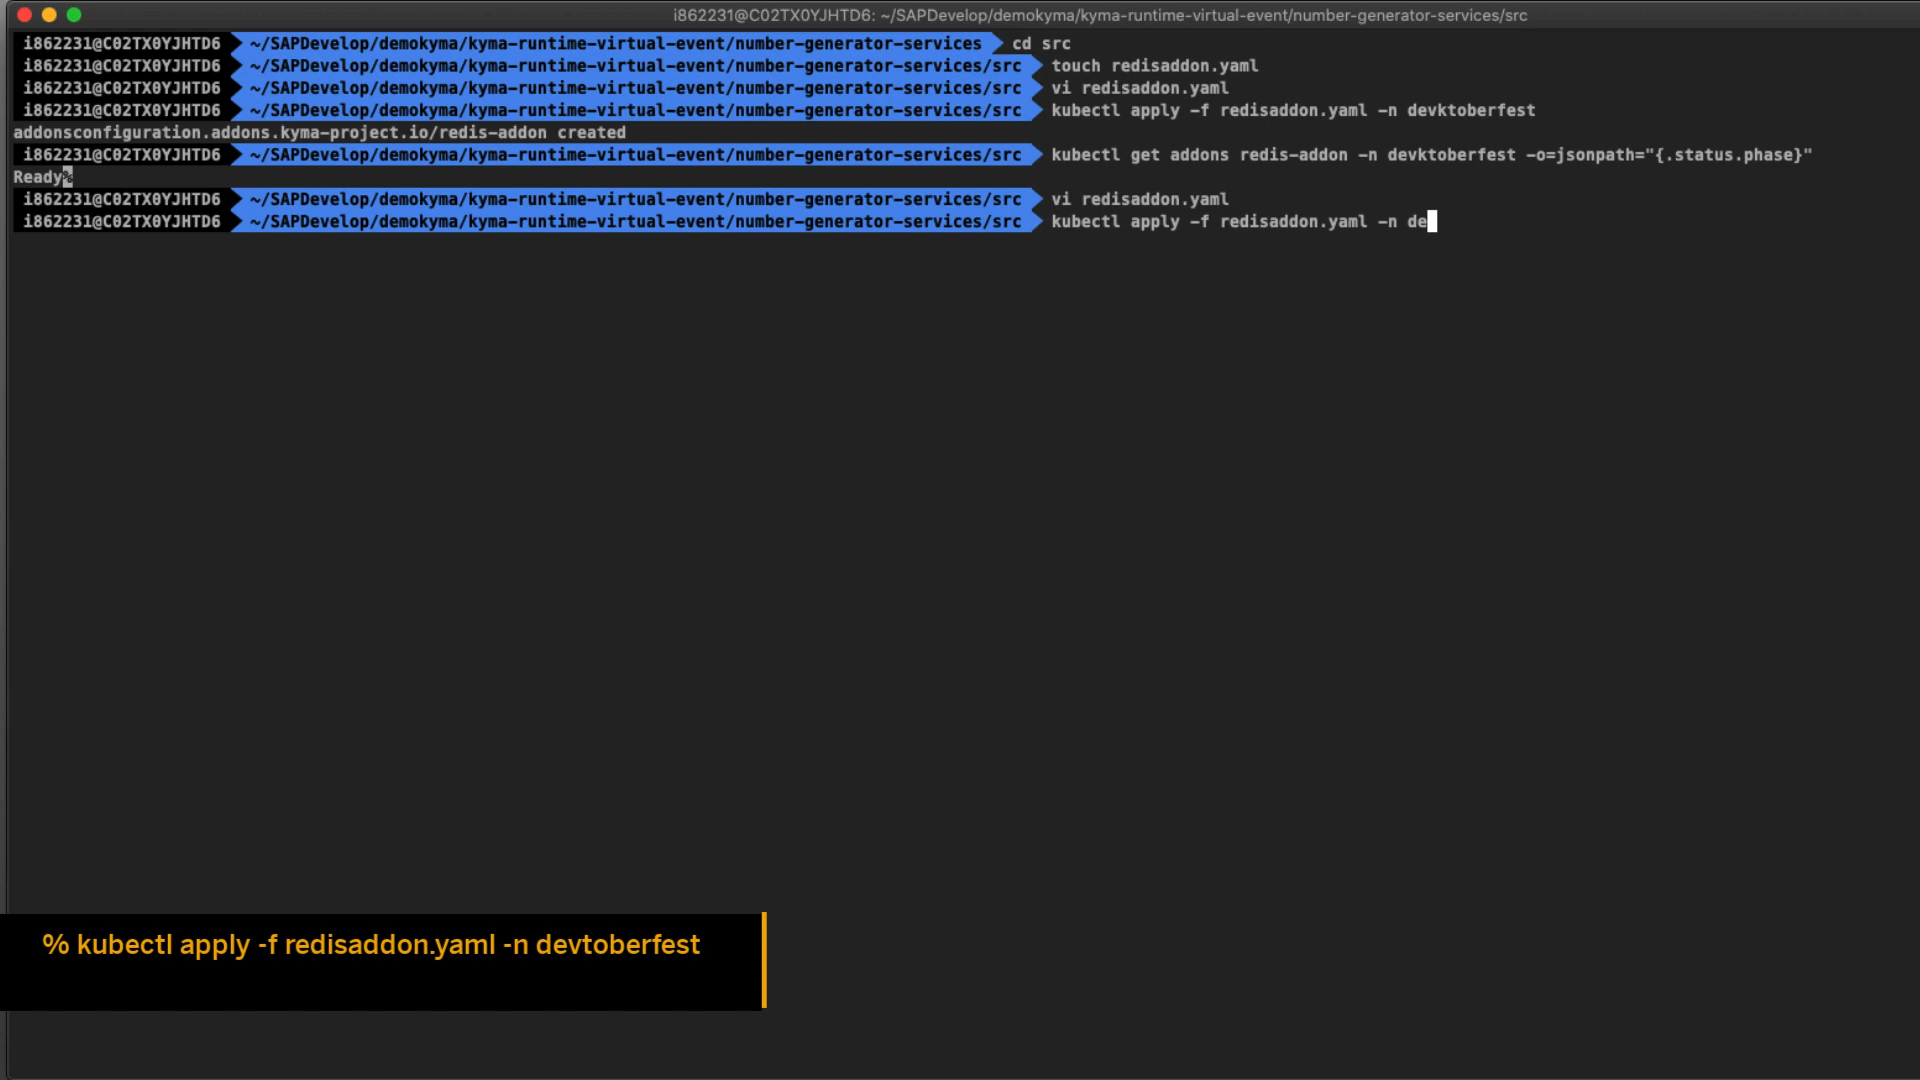 i862231@C02TX0YJHTD6: ~/SAPDevelop/demokyma/kyma-runtime-virtual-event/number-generator-services/src
i862231@C02TX0YJHTD6 ~/SAPDevelop/demokyma/kyma-runtime-virtual-event/number-generator-services cd src
i862231@C02TX0YJHTD6 ~/SAPDevelop/demokyma/kyma-runtime-virtual-event/number-generator-services/src touch redisaddon.yaml
i862231@C02TX0YJHTD6 ~/SAPDevelop/demokyma/kyma-runtime-virtual-event/number-generator-services/src vi redisaddon.yaml
i862231@C02TX0YJHTD6 ~/SAPDevelop/demokyma/kyma-runtime-virtual-event/number-generator-services/src kubectl apply -f redisaddon.yaml -n devktoberfest
addonsconfiguration.addons.kyma-project.io/redis-addon created
i862231@C02TX0YJHTD6 ~/SAPDevelop/demokyma/kyma-runtime-virtual-event/number-generator-services/src kubectl get addons redis-addon -n devktoberfest -o=jsonpath="{.status.phase}"
Ready%
i862231@C02TX0YJHTD6 ~/SAPDevelop/demokyma/kyma-runtime-virtual-event/number-generator-services/src vi redisaddon.yaml
i862231@C02TX0YJHTD6 ~/SAPDevelop/demokyma/kyma-runtime-virtual-event/number-generator-services/src kubectl apply -f redisaddon.yaml -n de
% kubectl apply -f redisaddon.yaml -n devtoberfest